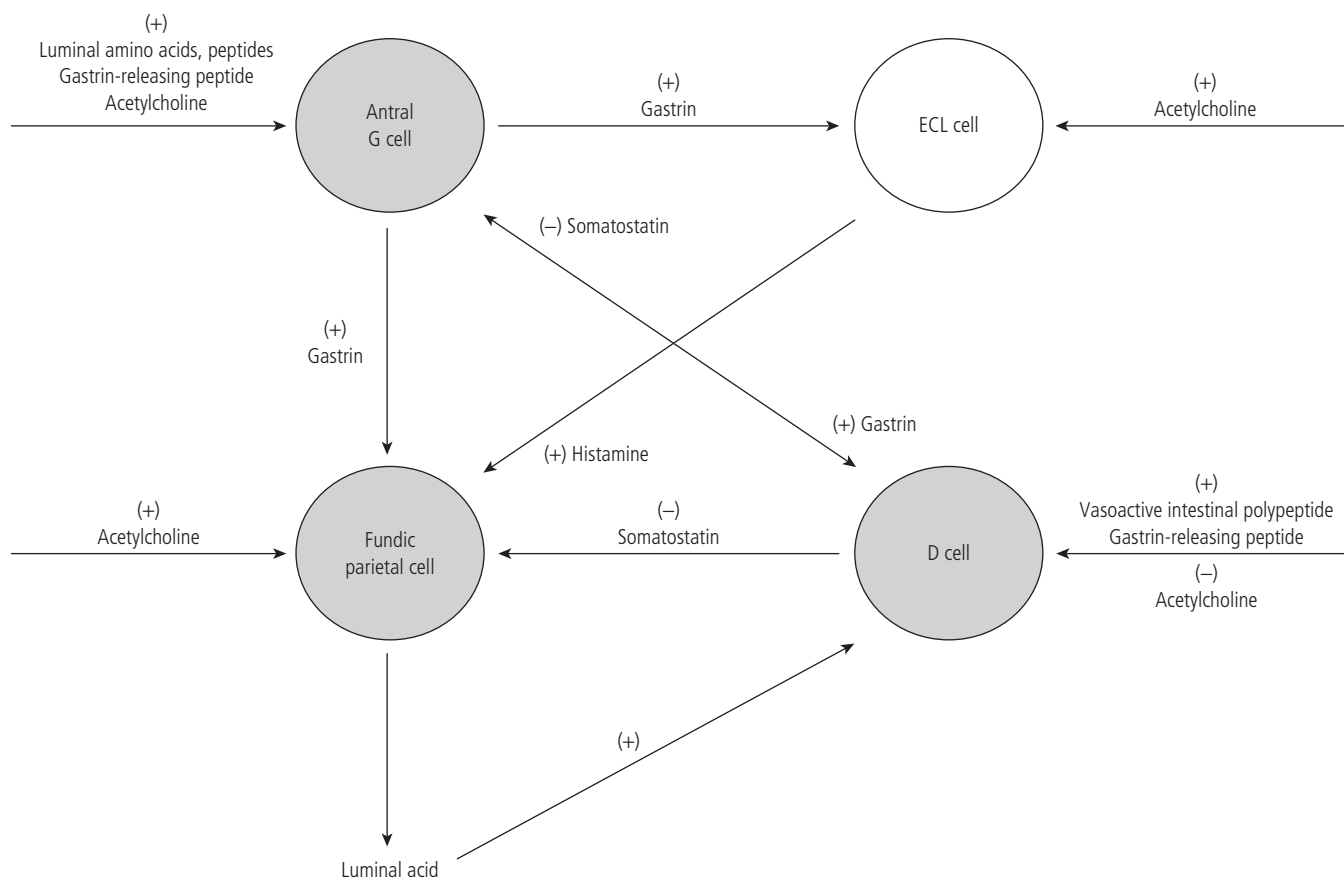 (+)
Luminal amino acids, peptides
Gastrin-releasing peptide
Acetylcholine
Antral
G cell
(+)
Gastrin
ECL cell
(+)
Acetylcholine
(–) Somatostatin
(+)
Gastrin
(+) Gastrin
(+) Histamine
(+)
Acetylcholine
Fundic
parietal cell
(–)
Somatostatin
D cell
(+)
Vasoactive intestinal polypeptide
Gastrin-releasing peptide
(–)
Acetylcholine
(+)
Luminal acid